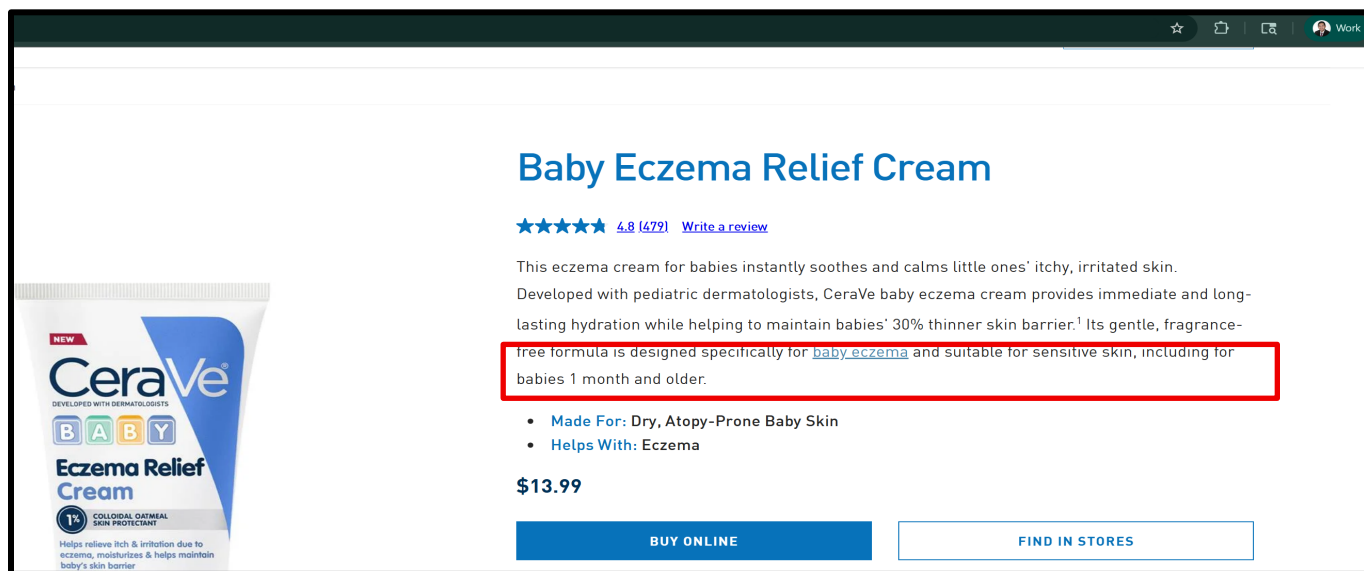 Work
Baby Eczema Relief Cream
4.8 (479) Write a review
This eczema cream for babies instantly soothes and calms little ones' itchy, irritated skin.
Developed with pediatric dermatologists, CeraVe baby eczema cream provides immediate and long-
lasting hydration while helping to maintain babies' 30% thinner skin barrier.1 Its gentle, fragrance-
free formula is designed specifically for baby eczema and suitable for sensitive skin, including for
babies 1 month and older.
• Made For: Dry, Atopy-Prone Baby Skin
• Helps With: Eczema
$13.99
BUY ONLINE
FIND IN STORES
NEW
CeraVe
DEVELOPED WITH DERMATOLOGISTS
BABY
Eczema Relief
Cream
1% COLLOIDAL OATMEAL
SKIN PROTECTANT
Helps relieve itch & irritation due to
eczema, moisturizes & helps maintain
baby's skin barrier